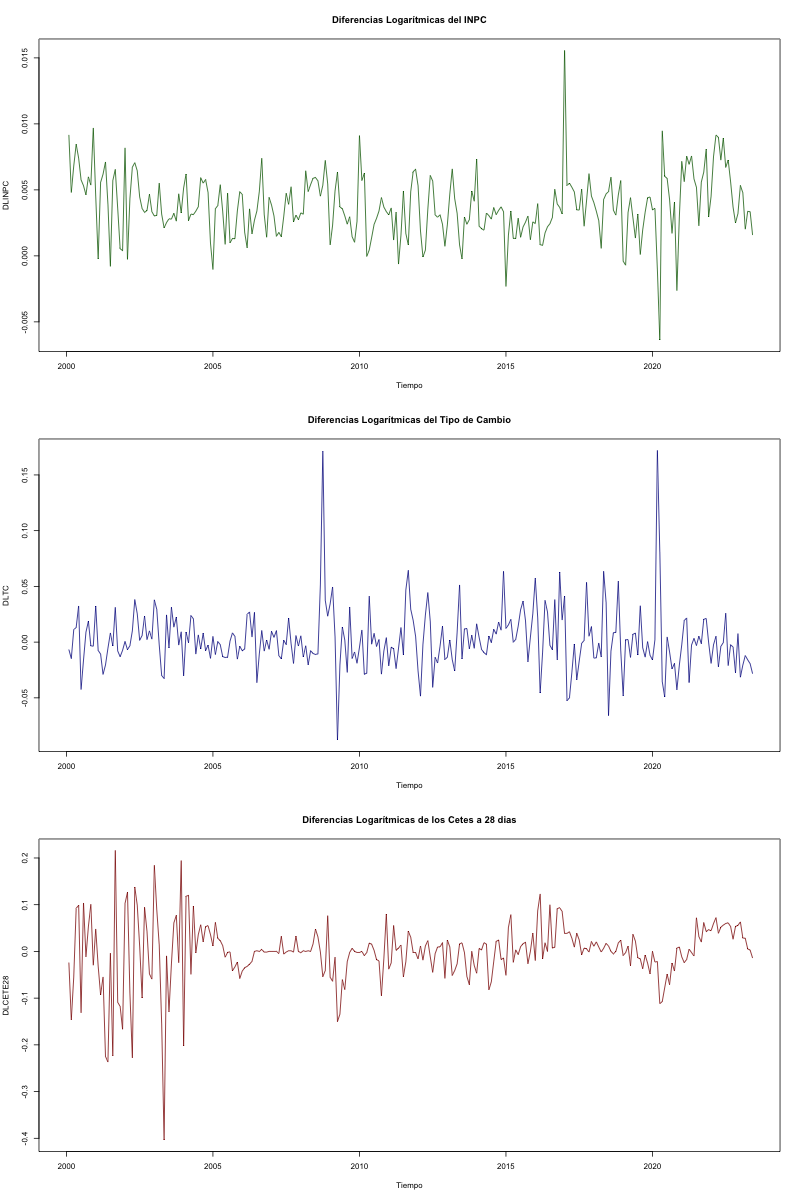 Diferencias Logarítmicas del INPC
DLINPC
0.015
0.010
0.005
0.000
-0.005
2000 2005 2010 2015 2020
Tiempo
Diferencias Logarítmicas del Tipo de Cambio
DLTC
0.15
0.10
0.05
0.00
-0.05
2000 2005 2010 2015 2020
Tiempo
Diferencias Logarítmicas de los Cetes a 28 dias
DLCETE28
0.2
0.1
0.0
-0.1
-0.2
-0.3
-0.4
2000 2005 2010 2015 2020
Tiempo